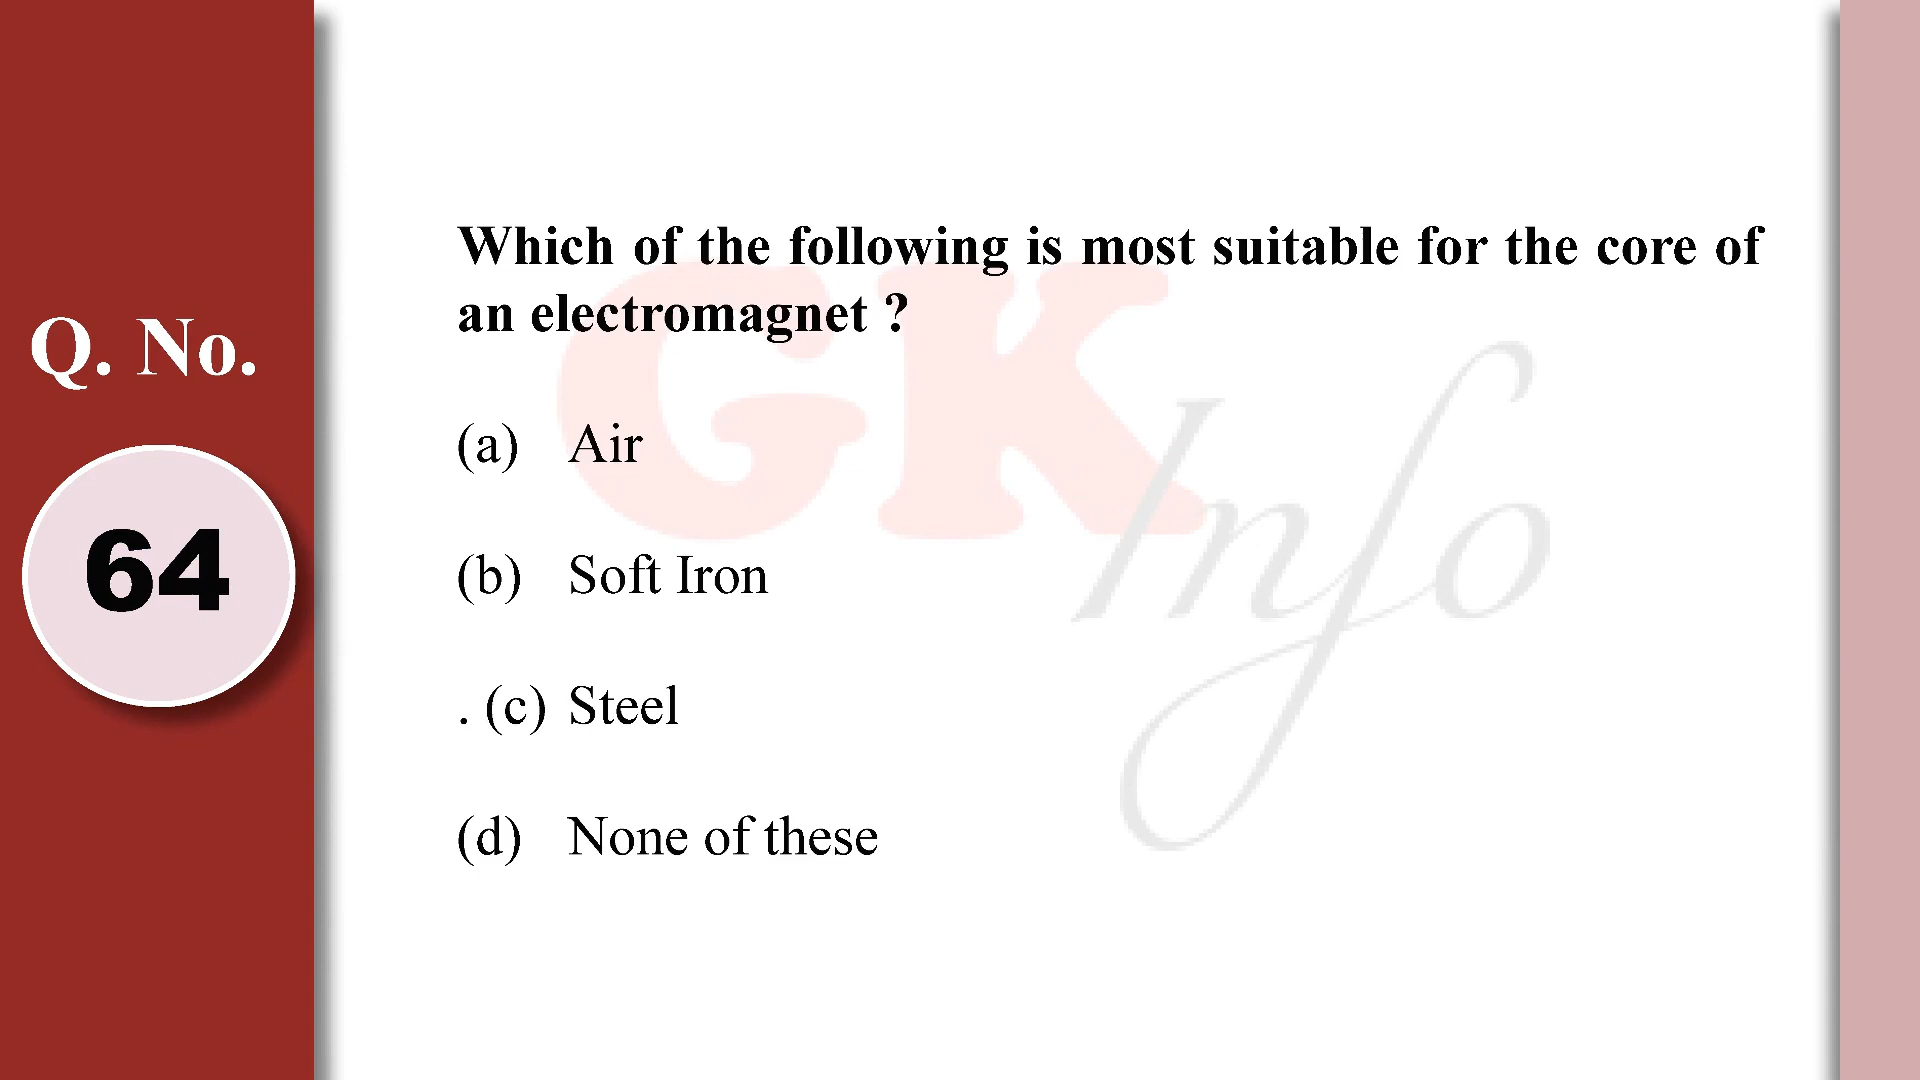 Q. No.
64
Which of the following is most suitable for the core of
an electromagnet ?
(a) Air
(b) Soft Iron
. (c) Steel
(d) None of these
GK
Info